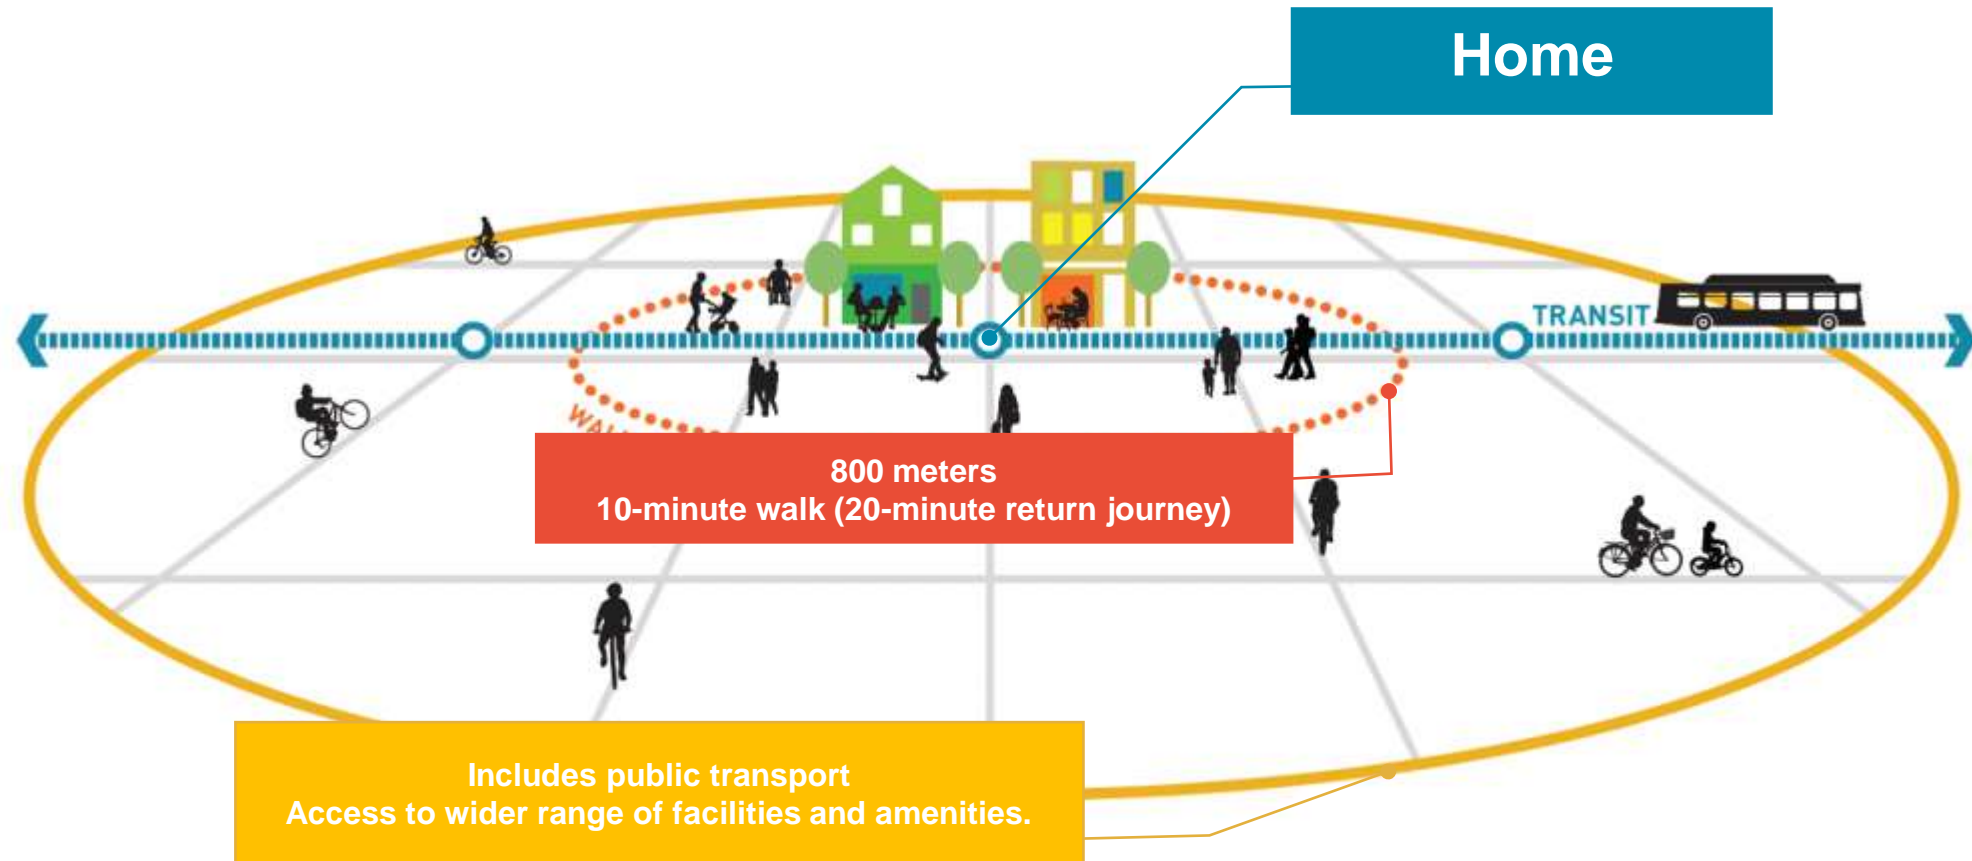 Home
TRANSIT
800 meters
10-minute walk (20-minute return journey)
Includes public transport
Access to wider range of facilities and amenities.